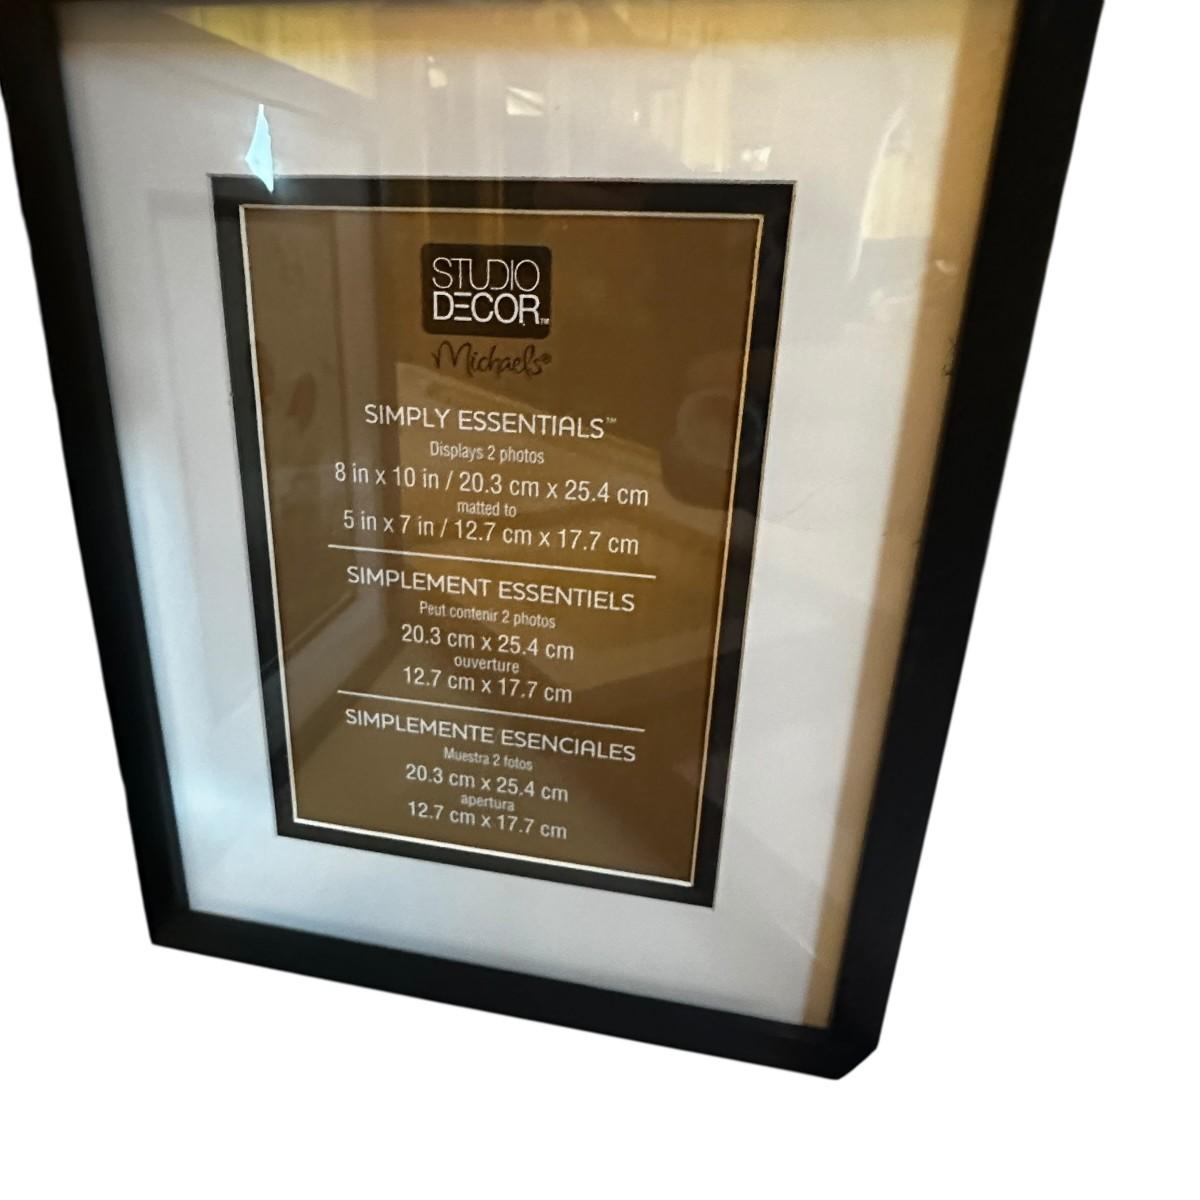 STUDIO
DECOR™
Michaels®
SIMPLY ESSENTIALS™
Displays 2 photos
8 in x 10 in / 20.3 cm x 25.4 cm
matted to
5 in x 7 in / 12.7 cm x 17.7 cm
SIMPLEMENT ESSENTIELS
Peut contenir 2 photos
20.3 cm x 25.4 cm
ouverture
12.7 cm x 17.7 cm
SIMPLEMENTE ESENCIALES
Muestra 2 fotos
20.3 cm x 25.4 cm
apertura
12.7 cm x 17.7 cm